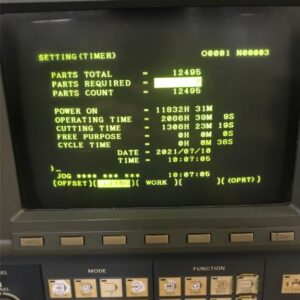 SETTING(TIMER) O0001 N00003
PARTS TOTAL = 12495
PARTS REQUIRED =
PARTS COUNT = 12495
POWER ON = 11832H 31M
OPERATING TIME = 2086H 39M 9S
CUTTING TIME = 1308H 23M 19S
FREE PURPOSE = 0H 0M 0S
CYCLE TIME = 0H 0M 38S
DATE = 2021/07/10
TIME = 10:07:05
)_
JOG **** *** *** 10:07:05
(OFFSET)( )( WORK )( )( (OPRT) )
MODE FUNCTION